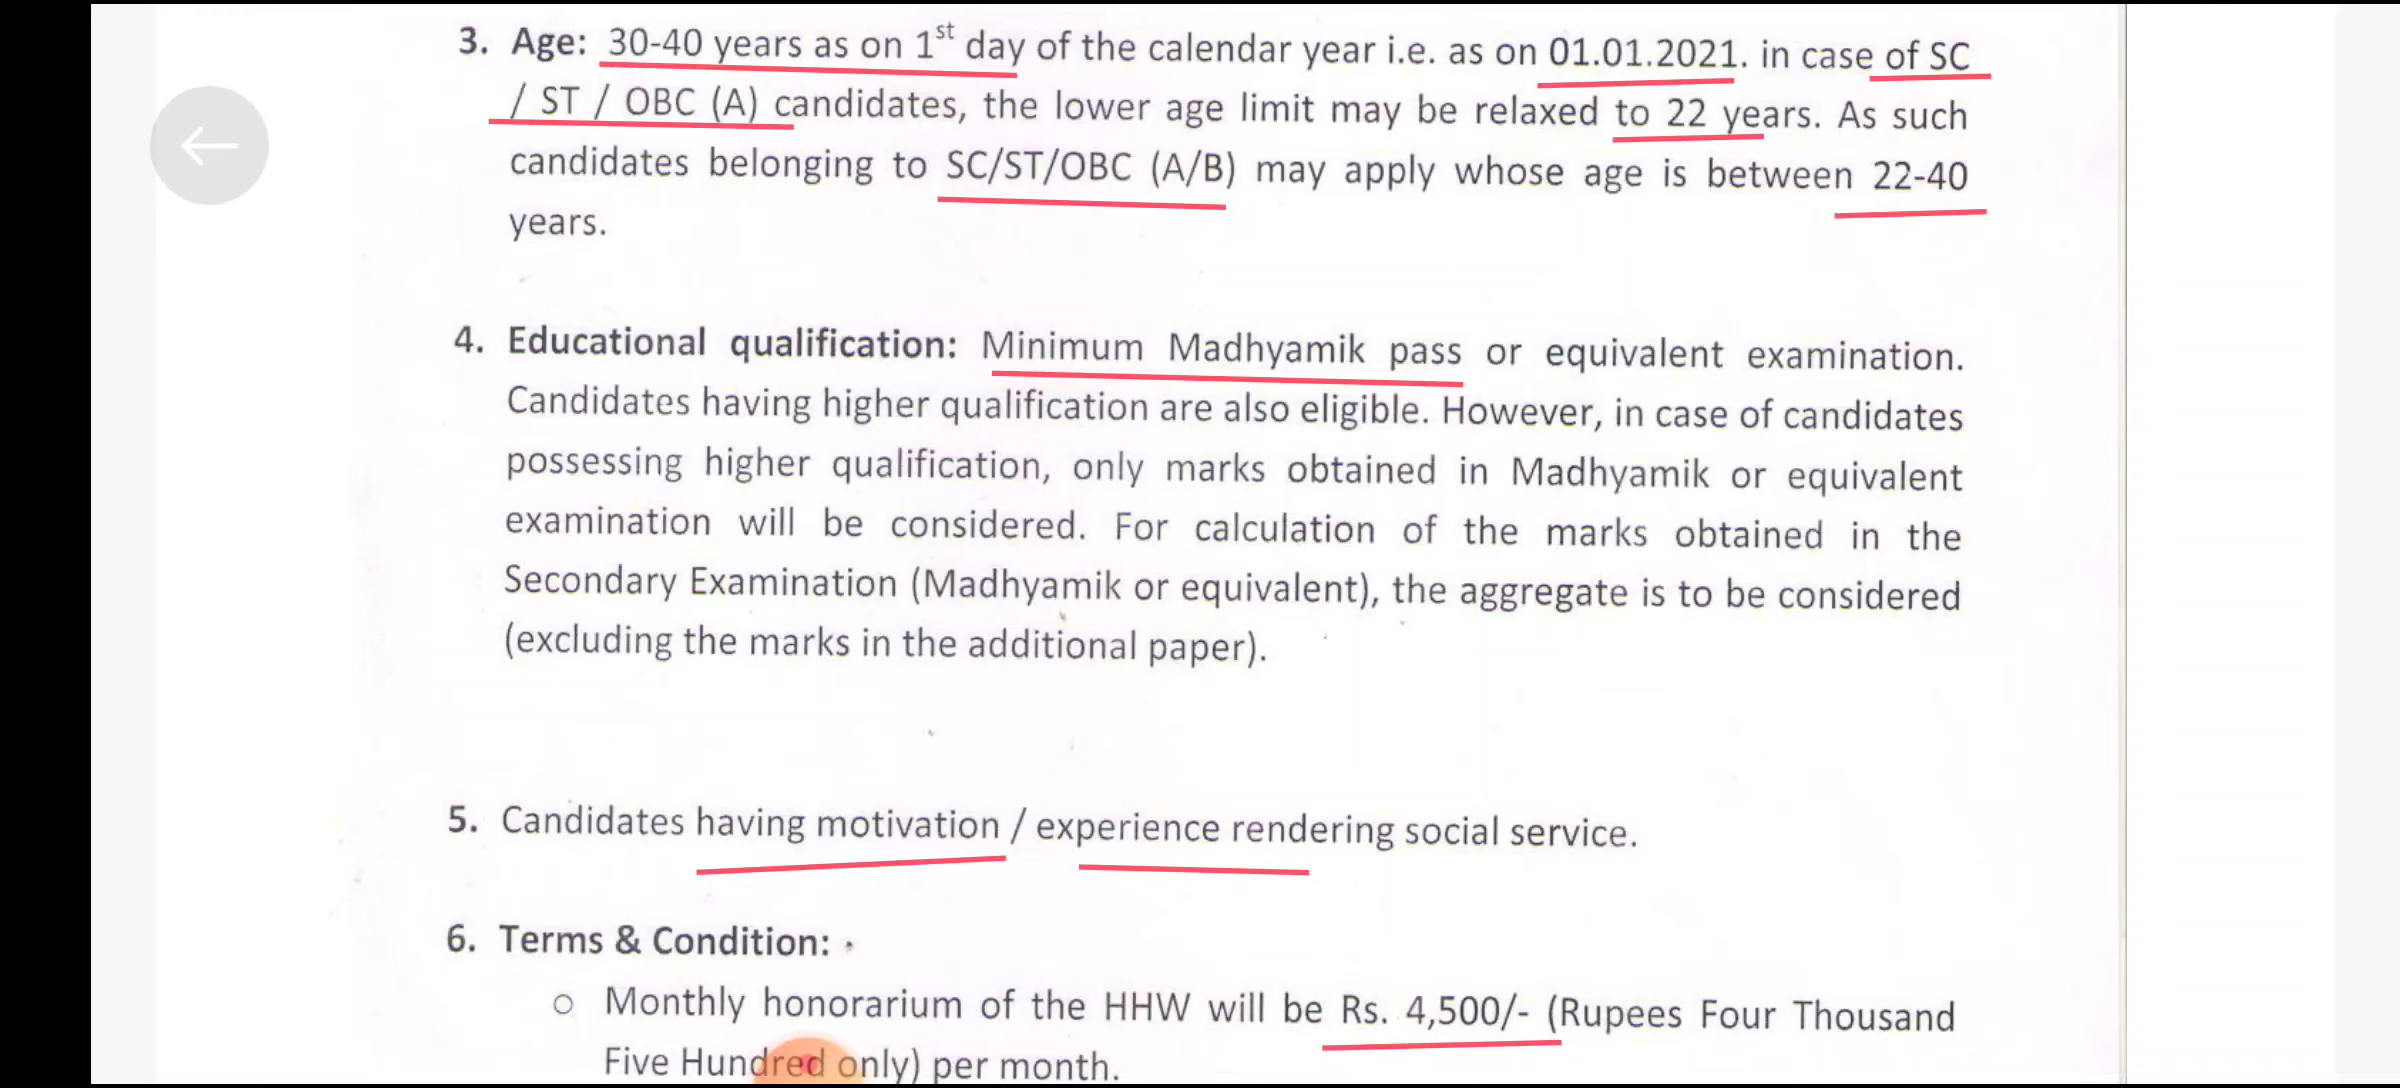 3. Age: 30-40 years as on 1st day of the calendar year i.e. as on 01.01.2021. in case of SC
/ ST / OBC (A) candidates, the lower age limit may be relaxed to 22 years. As such
candidates belonging to SC/ST/OBC (A/B) may apply whose age is between 22-40
years.
4. Educational qualification: Minimum Madhyamik pass or equivalent examination.
Candidates having higher qualification are also eligible. However, in case of candidates
possessing higher qualification, only marks obtained in Madhyamik or equivalent
examination will be considered. For calculation of the marks obtained in the
Secondary Examination (Madhyamik or equivalent), the aggregate is to be considered
(excluding the marks in the additional paper).
5. Candidates having motivation / experience rendering social service.
6. Terms & Condition:
o Monthly honorarium of the HHW will be Rs. 4,500/- (Rupees Four Thousand
Five Hundred only) per month.